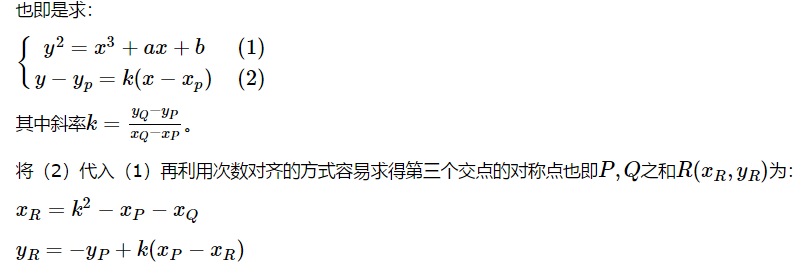 也即是求：
y² = x³ + ax + b (1)
y − yₚ = k(x − xₚ) (2)
其中斜率k = \frac{y_Q−y_P}{x_Q−x_P}。
将（2）代入（1）再利用次数对齐的方式容易求得第三个交点的对称点也即P, Q之和R(x_R, y_R)为：
x_R = k² − x_P − x_Q
y_R = −y_P + k(x_P − x_R)